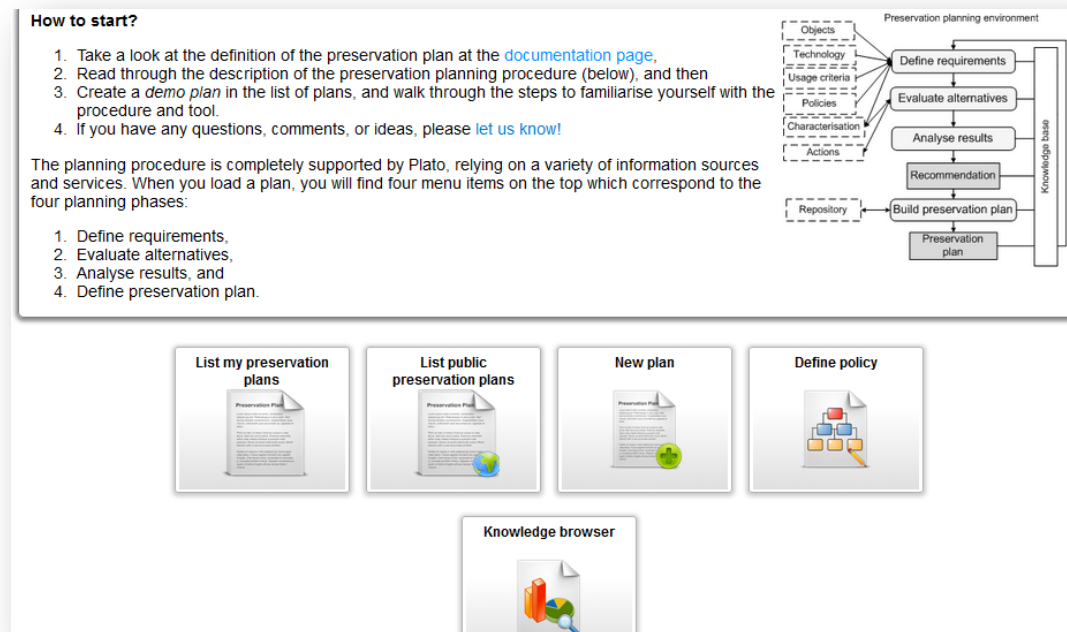 How to start?
1. Take a look at the definition of the preservation plan at the documentation page,
2. Read through the description of the preservation planning procedure (below), and then
3. Create a demo plan in the list of plans, and walk through the steps to familiarise yourself with the
procedure and tool.
4. If you have any questions, comments, or ideas, please let us know!
The planning procedure is completely supported by Plato, relying on a variety of information sources
and services. When you load a plan, you will find four menu items on the top which correspond to the
four planning phases:
1. Define requirements,
2. Evaluate alternatives,
3. Analyse results, and
4. Define preservation plan.
Preservation planning environment
Objects
Technology
Usage criteria
Policies
Characterisation
Actions
Repository
Define requirements
Evaluate alternatives
Analyse results
Recommendation
Build preservation plan
Preservation
plan
Knowledge base
List my preservation
plans
Preservation Plan
List public
preservation plans
Preservation Plan
New plan
Preservation Plan
Define policy
Knowledge browser